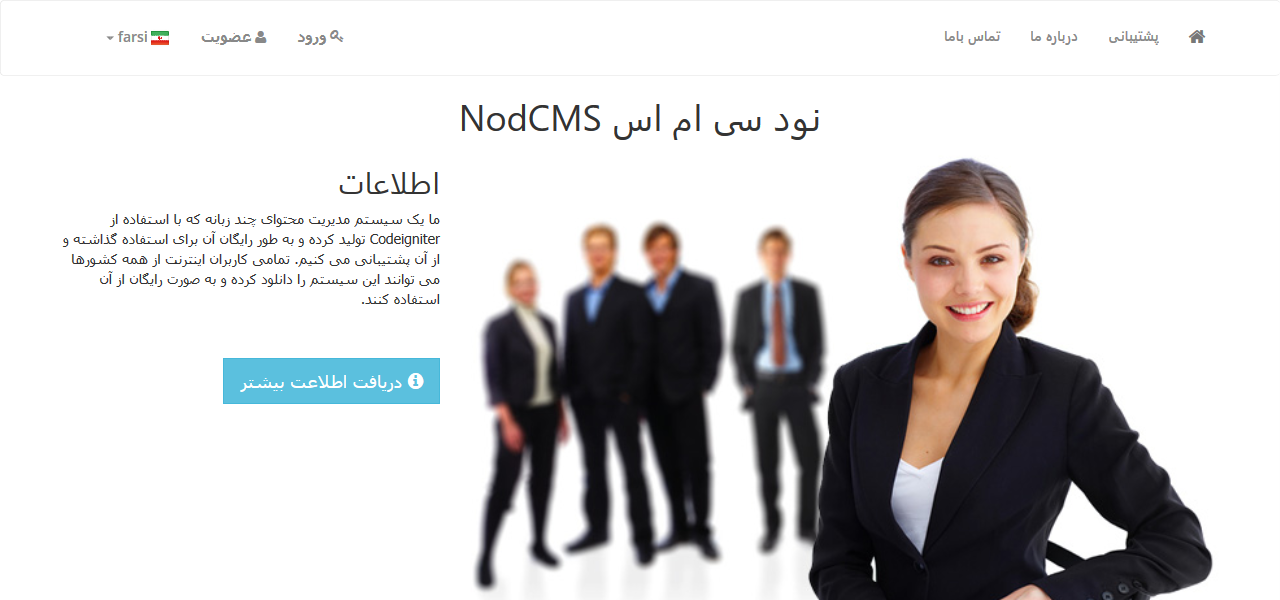 پشتیبانی
درباره ما
تماس باما
ورود
عضویت
farsi
نود سی ام اس NodCMS
اطلاعات
ما یک سیستم مدیریت محتوای چند زبانه که با استفاده از
Codeigniter تولید کرده و به طور رایگان آن برای استفاده گذاشته و
از آن پشتیبانی می کنیم. تمامی کاربران اینترنت از همه کشورها
می توانند این سیستم را دانلود کرده و به صورت رایگان از آن
استفاده کنند.
دریافت اطلاعت بیشتر